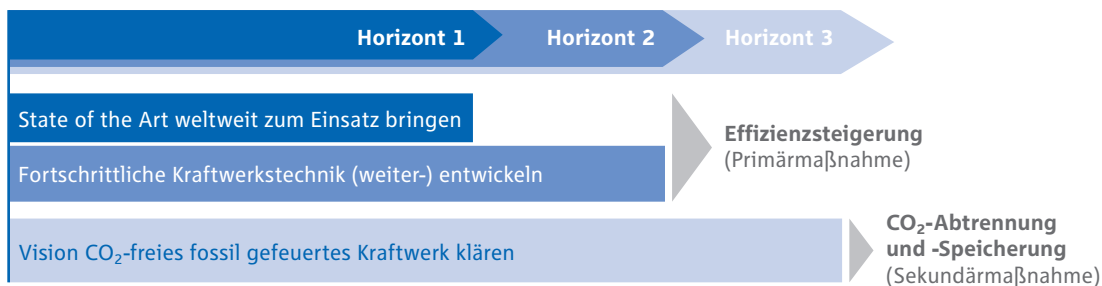 Horizont 1
Horizont 2
Horizont 3
State of the Art weltweit zum Einsatz bringen
Fortschrittliche Kraftwerkstechnik (weiter-) entwickeln
Effizienzsteigerung
(Primärmaßnahme)
Vision CO₂-freies fossil gefeuertes Kraftwerk klären
CO₂-Abtrennung
und -Speicherung
(Sekundärmaßnahme)